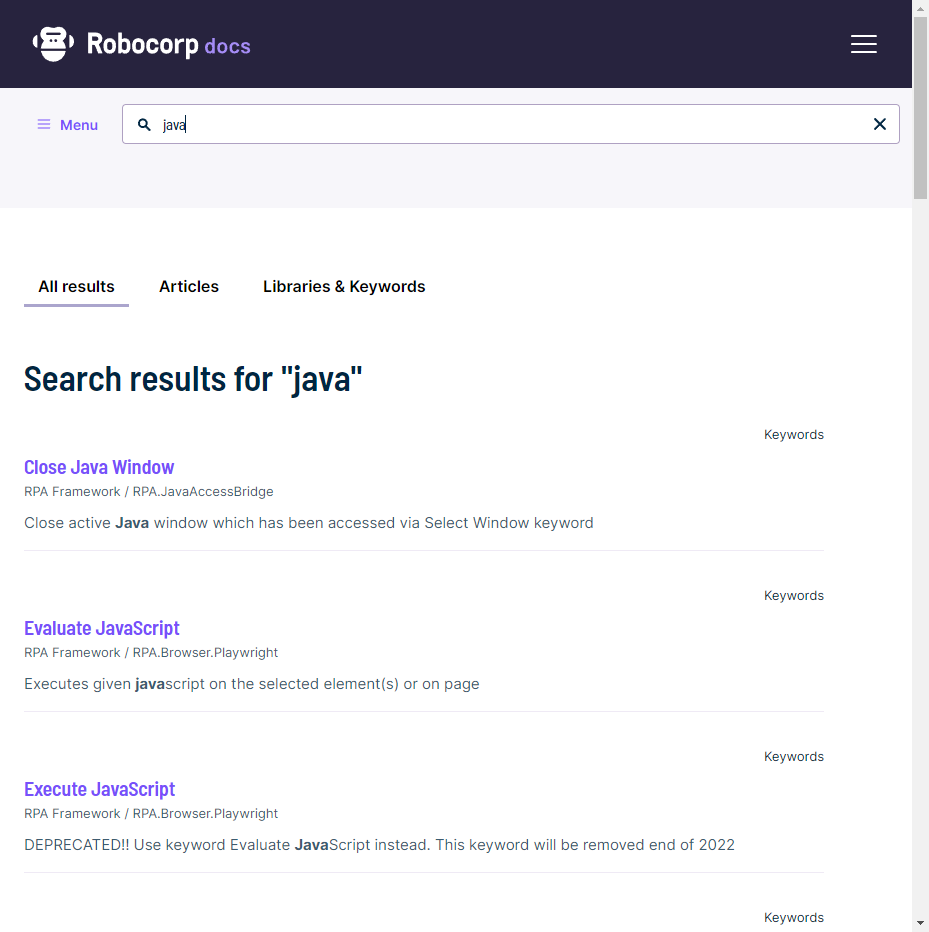 Robocorp docs
Menu
java
All results Articles Libraries & Keywords
Search results for "java"
Keywords
Close Java Window
RPA Framework / RPA.JavaAccessBridge
Close active Java window which has been accessed via Select Window keyword
Keywords
Evaluate JavaScript
RPA Framework / RPA.Browser.Playwright
Executes given javascript on the selected element(s) or on page
Keywords
Execute JavaScript
RPA Framework / RPA.Browser.Playwright
DEPRECATED!! Use keyword Evaluate JavaScript instead. This keyword will be removed end of 2022
Keywords